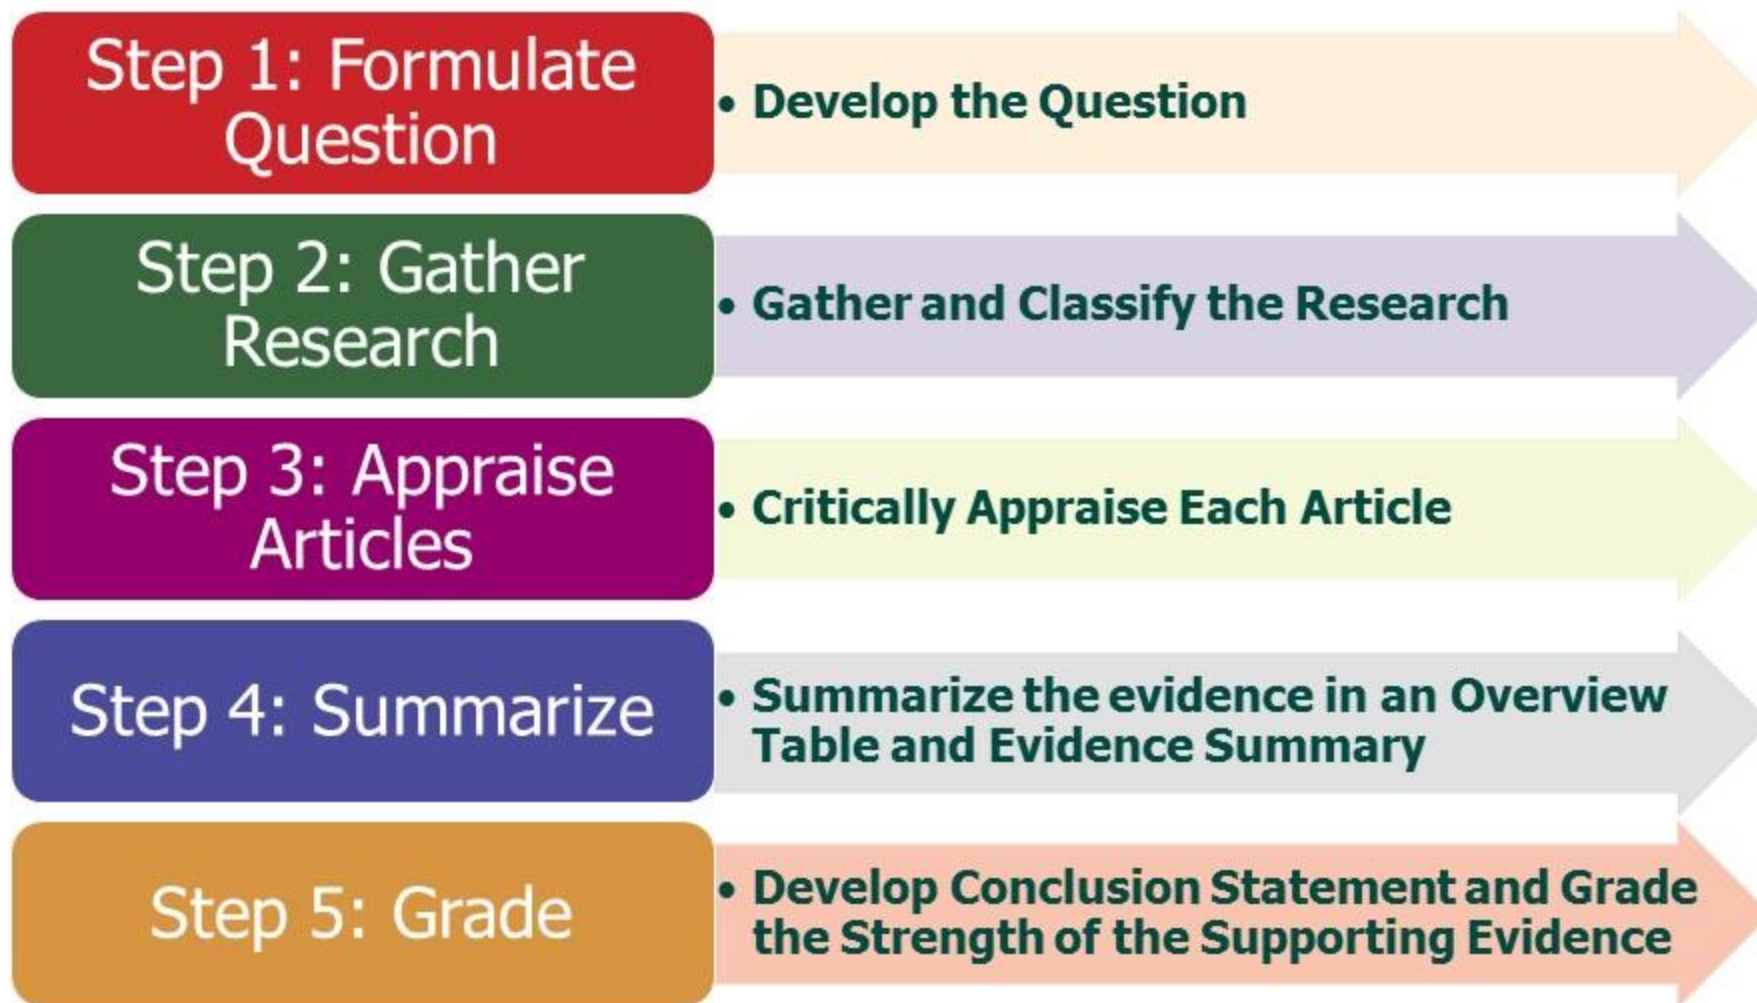 Step 1: Formulate
Question
• Develop the Question
Step 2: Gather
Research
• Gather and Classify the Research
Step 3: Appraise
Articles
• Critically Appraise Each Article
Step 4: Summarize
• Summarize the evidence in an Overview
Table and Evidence Summary
Step 5: Grade
• Develop Conclusion Statement and Grade
the Strength of the Supporting Evidence